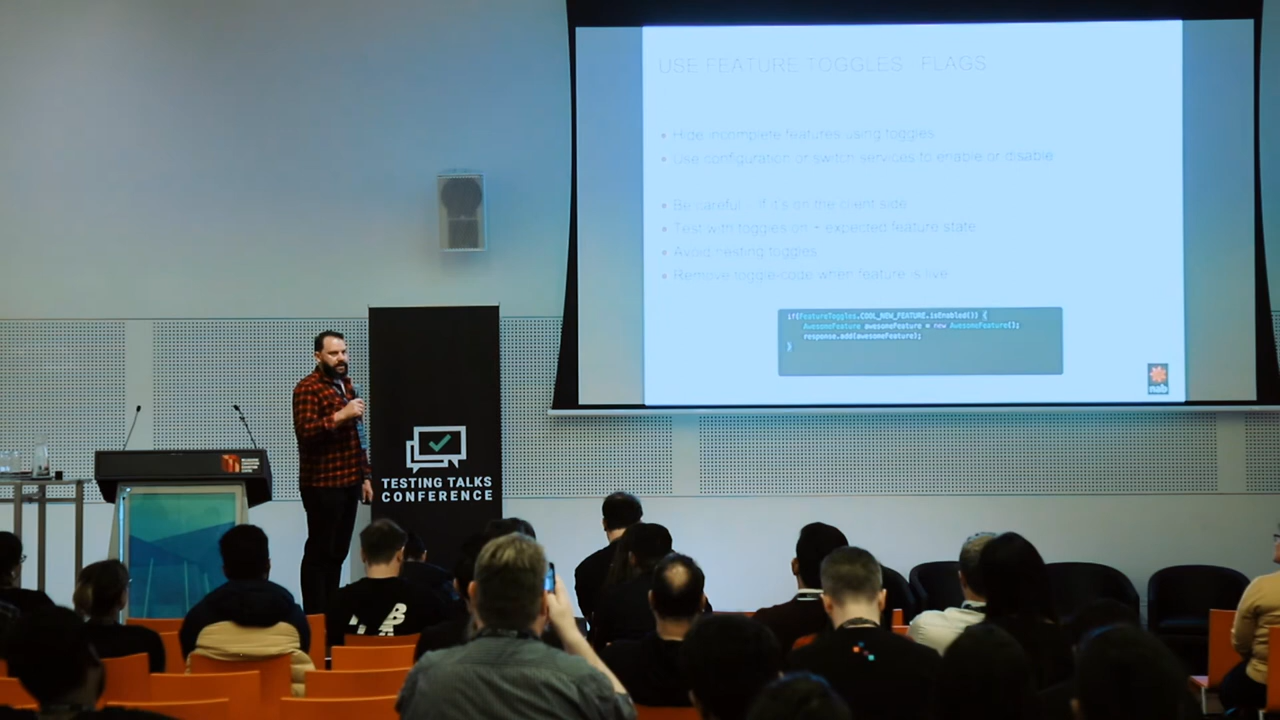 USE FEATURE TOGGLES FLAGS
Hide incomplete features using toggles
Use configuration or switch services to enable or disable
Be careful if it's on the client side
Test with toggles on + expected feature state
Avoid nesting toggles
Remove toggle code when feature is live
if(FeatureToggles.COOL_NEW_FEATURE.isEnabled()) {
AwesomeFeature awesomeFeature = new AwesomeFeature();
response.add(awesomeFeature);
}
nab
TESTING TALKS
CONFERENCE